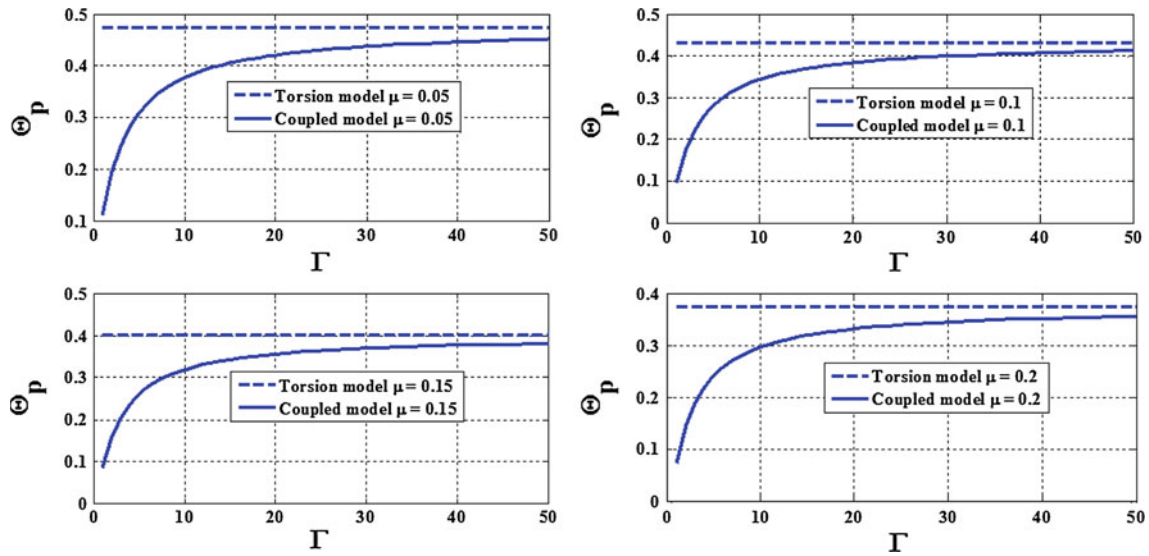 0.5
0.4
0.3
0.2
0.1
Θp
Torsion model μ = 0.05
Coupled model μ = 0.05
0 10 20 30 40 50
Γ
0.5
0.4
0.3
0.2
0.1
0
Θp
Torsion model μ = 0.1
Coupled model μ = 0.1
0 10 20 30 40 50
Γ
0.5
0.4
0.3
0.2
0.1
0
Θp
Torsion model μ = 0.15
Coupled model μ = 0.15
0 10 20 30 40 50
Γ
0.4
0.3
0.2
0.1
0
Θp
Torsion model μ = 0.2
Coupled model μ = 0.2
0 10 20 30 40 50
Γ